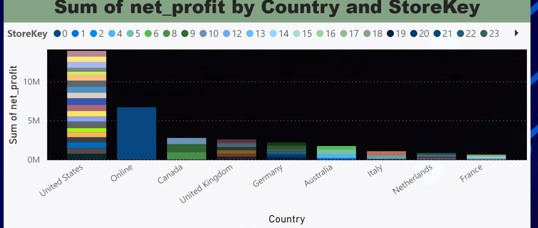 Sum of net_profit by Country and StoreKey
StoreKey 0 1 2 4 5 6 8 9 10 12 13 14 15 16 17 18 19 20 21 22 23
Sum of net_profit
10M
5M
0M
United States
Online
Canada
United Kingdom
Germany
Australia
Italy
Netherlands
France
Country